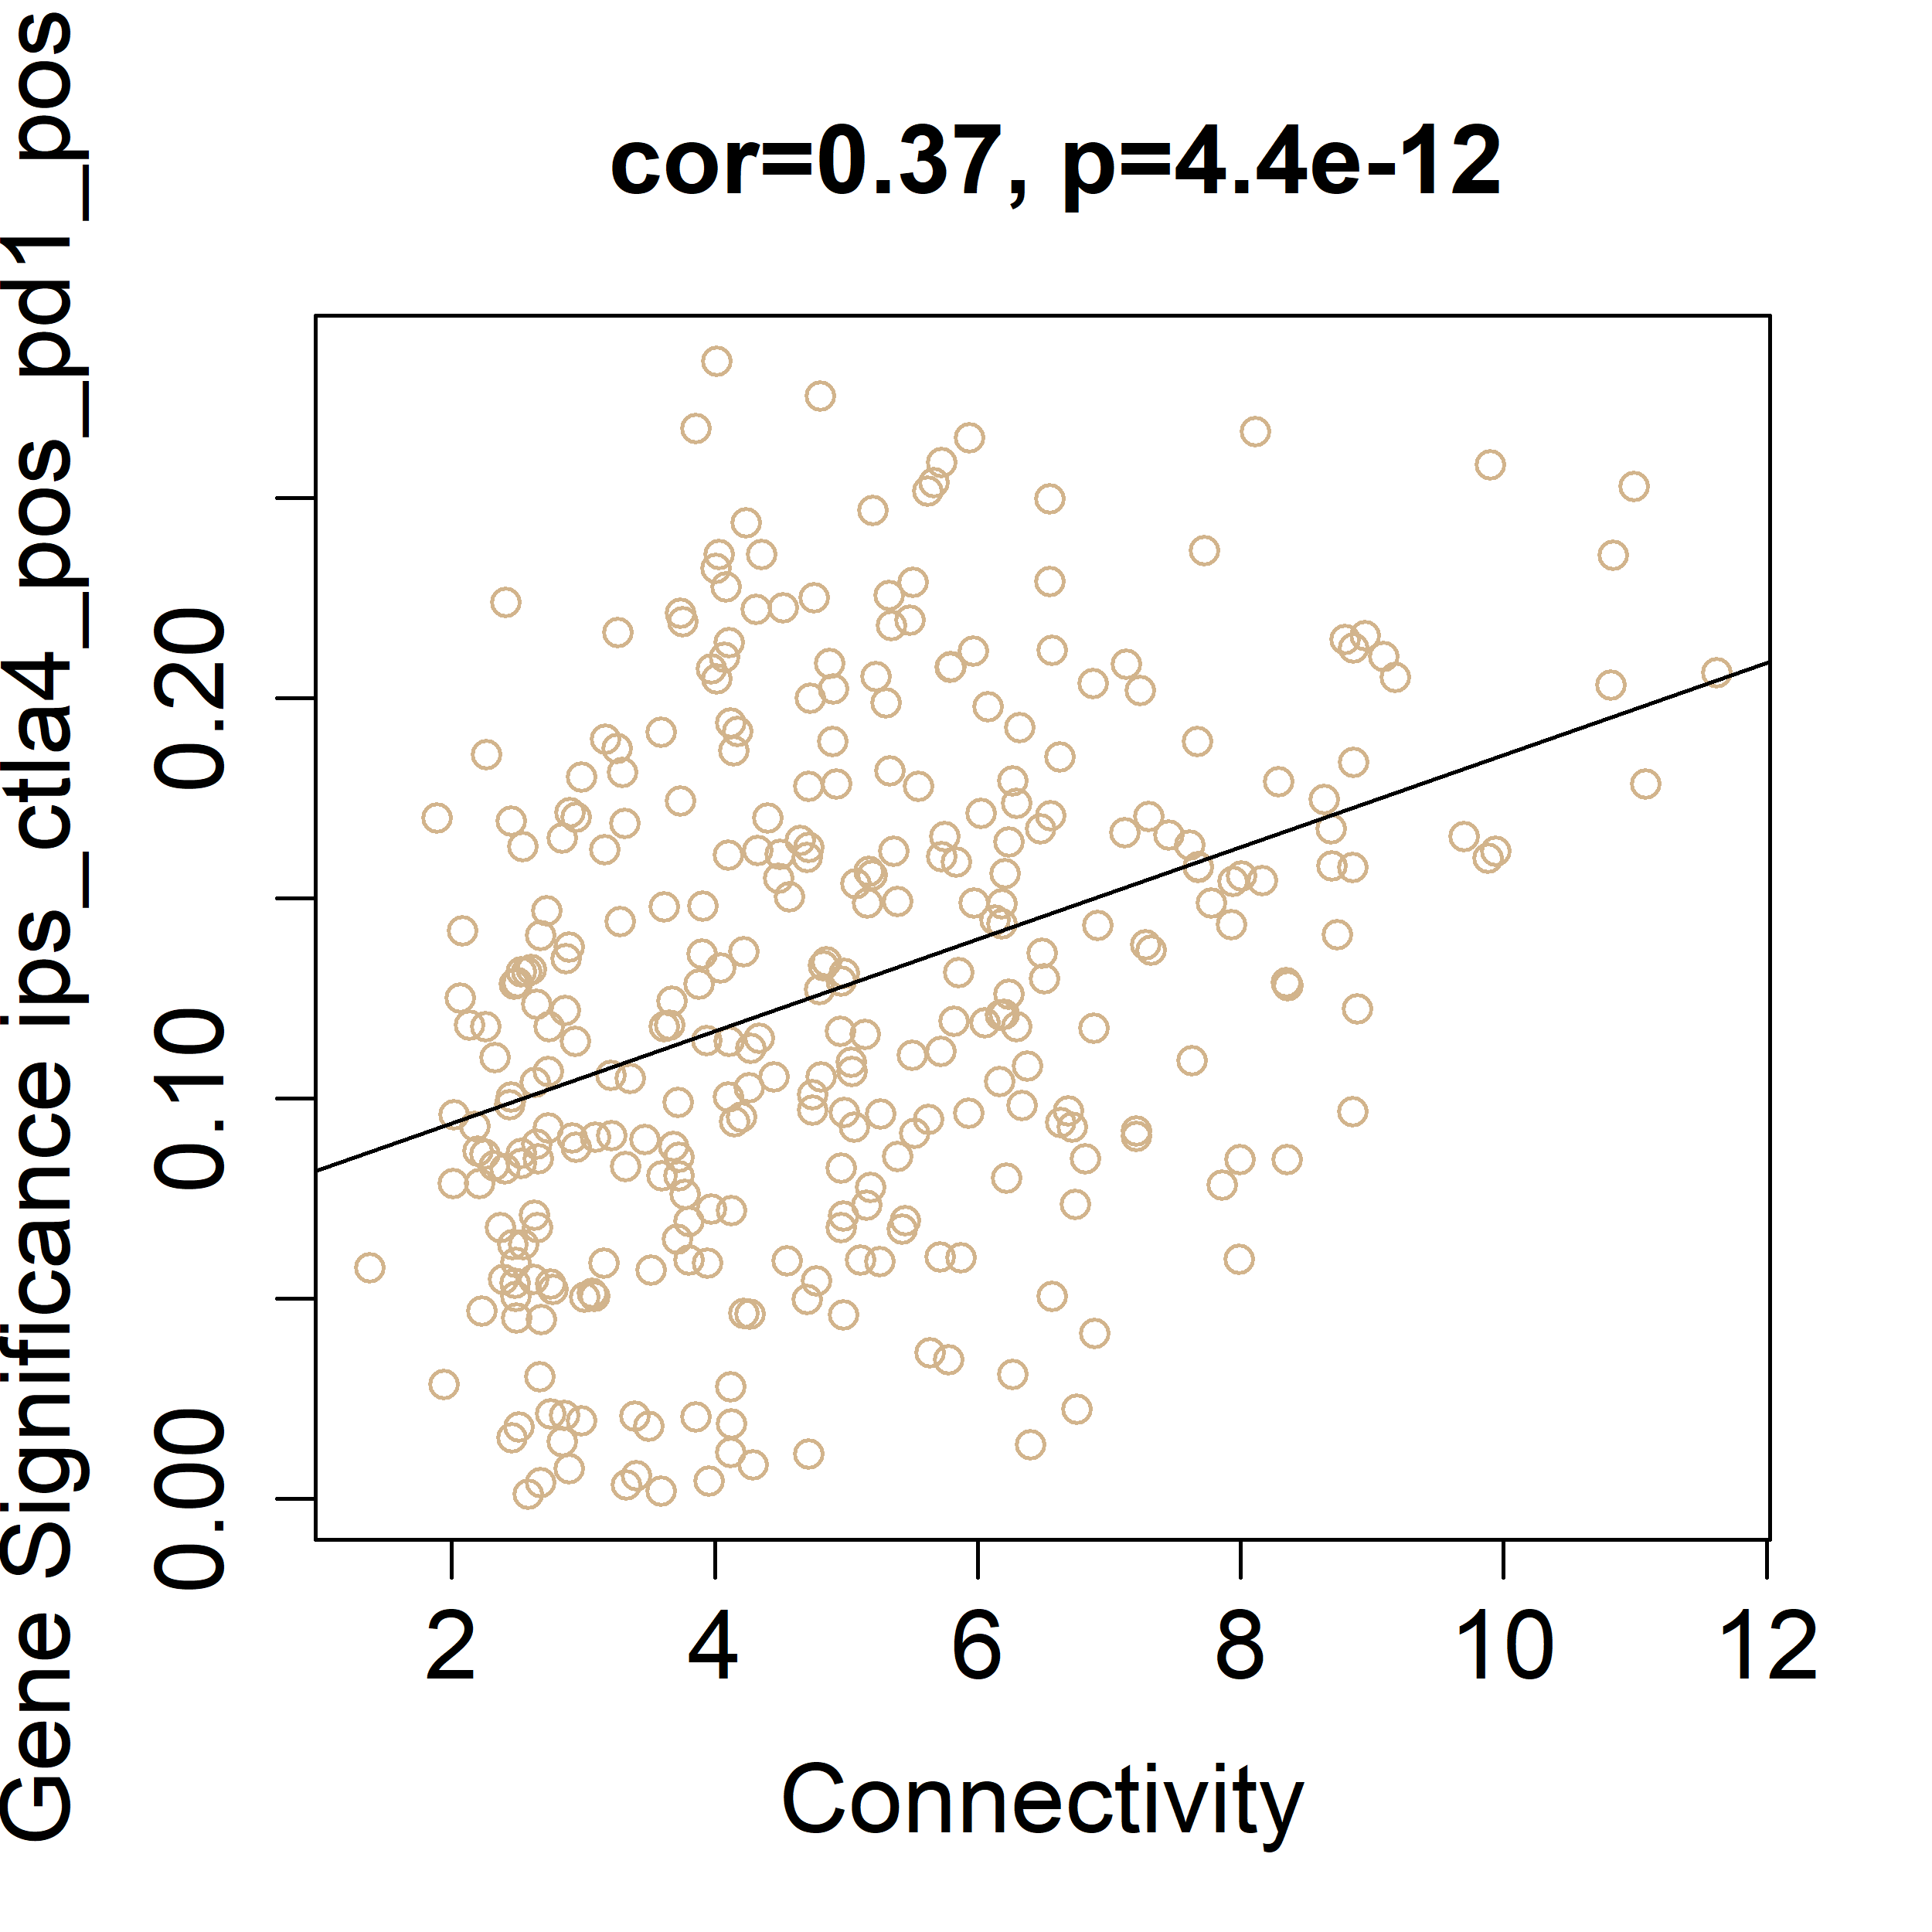 cor=0.37, p=4.4e-12
Gene Significance ips_ctla4_pos_pd1_pos
0.20
0.10
0.00
2 4 6 8 10 12
Connectivity